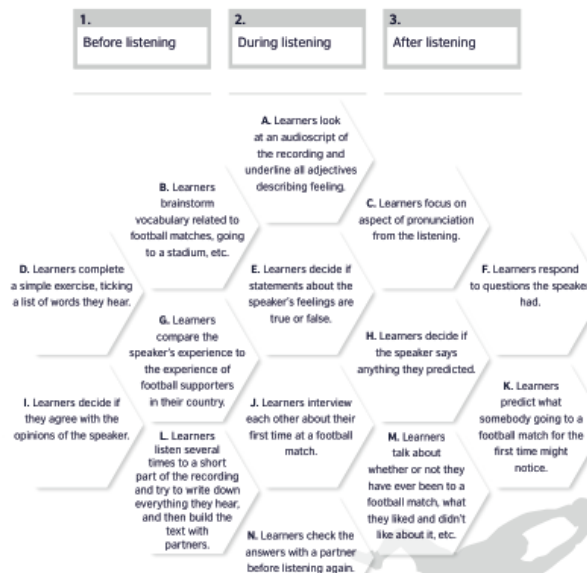 1.
Before listening
2.
During listening
3.
After listening
A. Learners look
at an audioscript of
the recording and
underline all adjectives
describing feeling.
B. Learners
brainstorm
vocabulary related to
football matches, going
to a stadium, etc.
C. Learners focus on
aspect of pronunciation
from the listening.
D. Learners complete
a simple exercise, ticking
a list of words they hear.
E. Learners decide if
statements about the
speaker's feelings are
true or false.
F. Learners respond
to questions the speake
had.
G. Learners
compare the
speaker's experience to
the experience of
football supporters
in their country.
H. Learners decide if
the speaker says
anything they predicted.
I. Learners decide if
they agree with the
opinions of the speaker.
J. Learners interview
each other about their
first time at a football
match.
K. Learners
predict what
somebody going to a
football match for the
first time might
notice.
L. Learners
listen several
times to a short
part of the recording
and try to write down
everything they hear,
and then build the
text with
partners.
M. Learners
talk about
whether or not they
have ever been to a
football match, what
they liked and didn't
like about it, etc.
N. Learners check the
answers with a partner
before listening again.